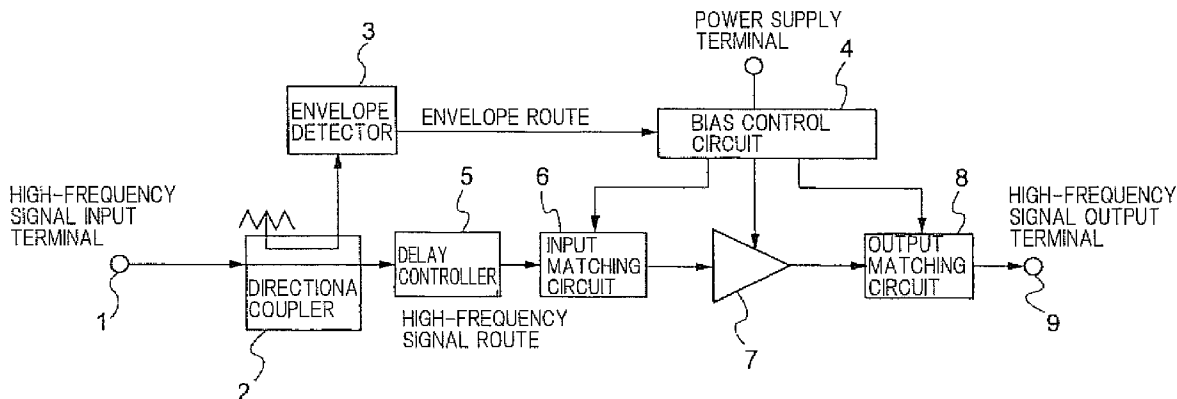 POWER SUPPLY
TERMINAL
3
4
ENVELOPE
DETECTOR
ENVELOPE ROUTE
BIAS CONTROL
CIRCUIT
HIGH-FREQUENCY
SIGNAL INPUT
TERMINAL
5
6
8
HIGH-FREQUENCY
SIGNAL OUTPUT
TERMINAL
DIRECTIONA
COUPLER
DELAY
CONTROLLER
INPUT
MATCHING
CIRCUIT
OUTPUT
MATCHING
CIRCUIT
HIGH-FREQUENCY
SIGNAL ROUTE
1
2
7
9